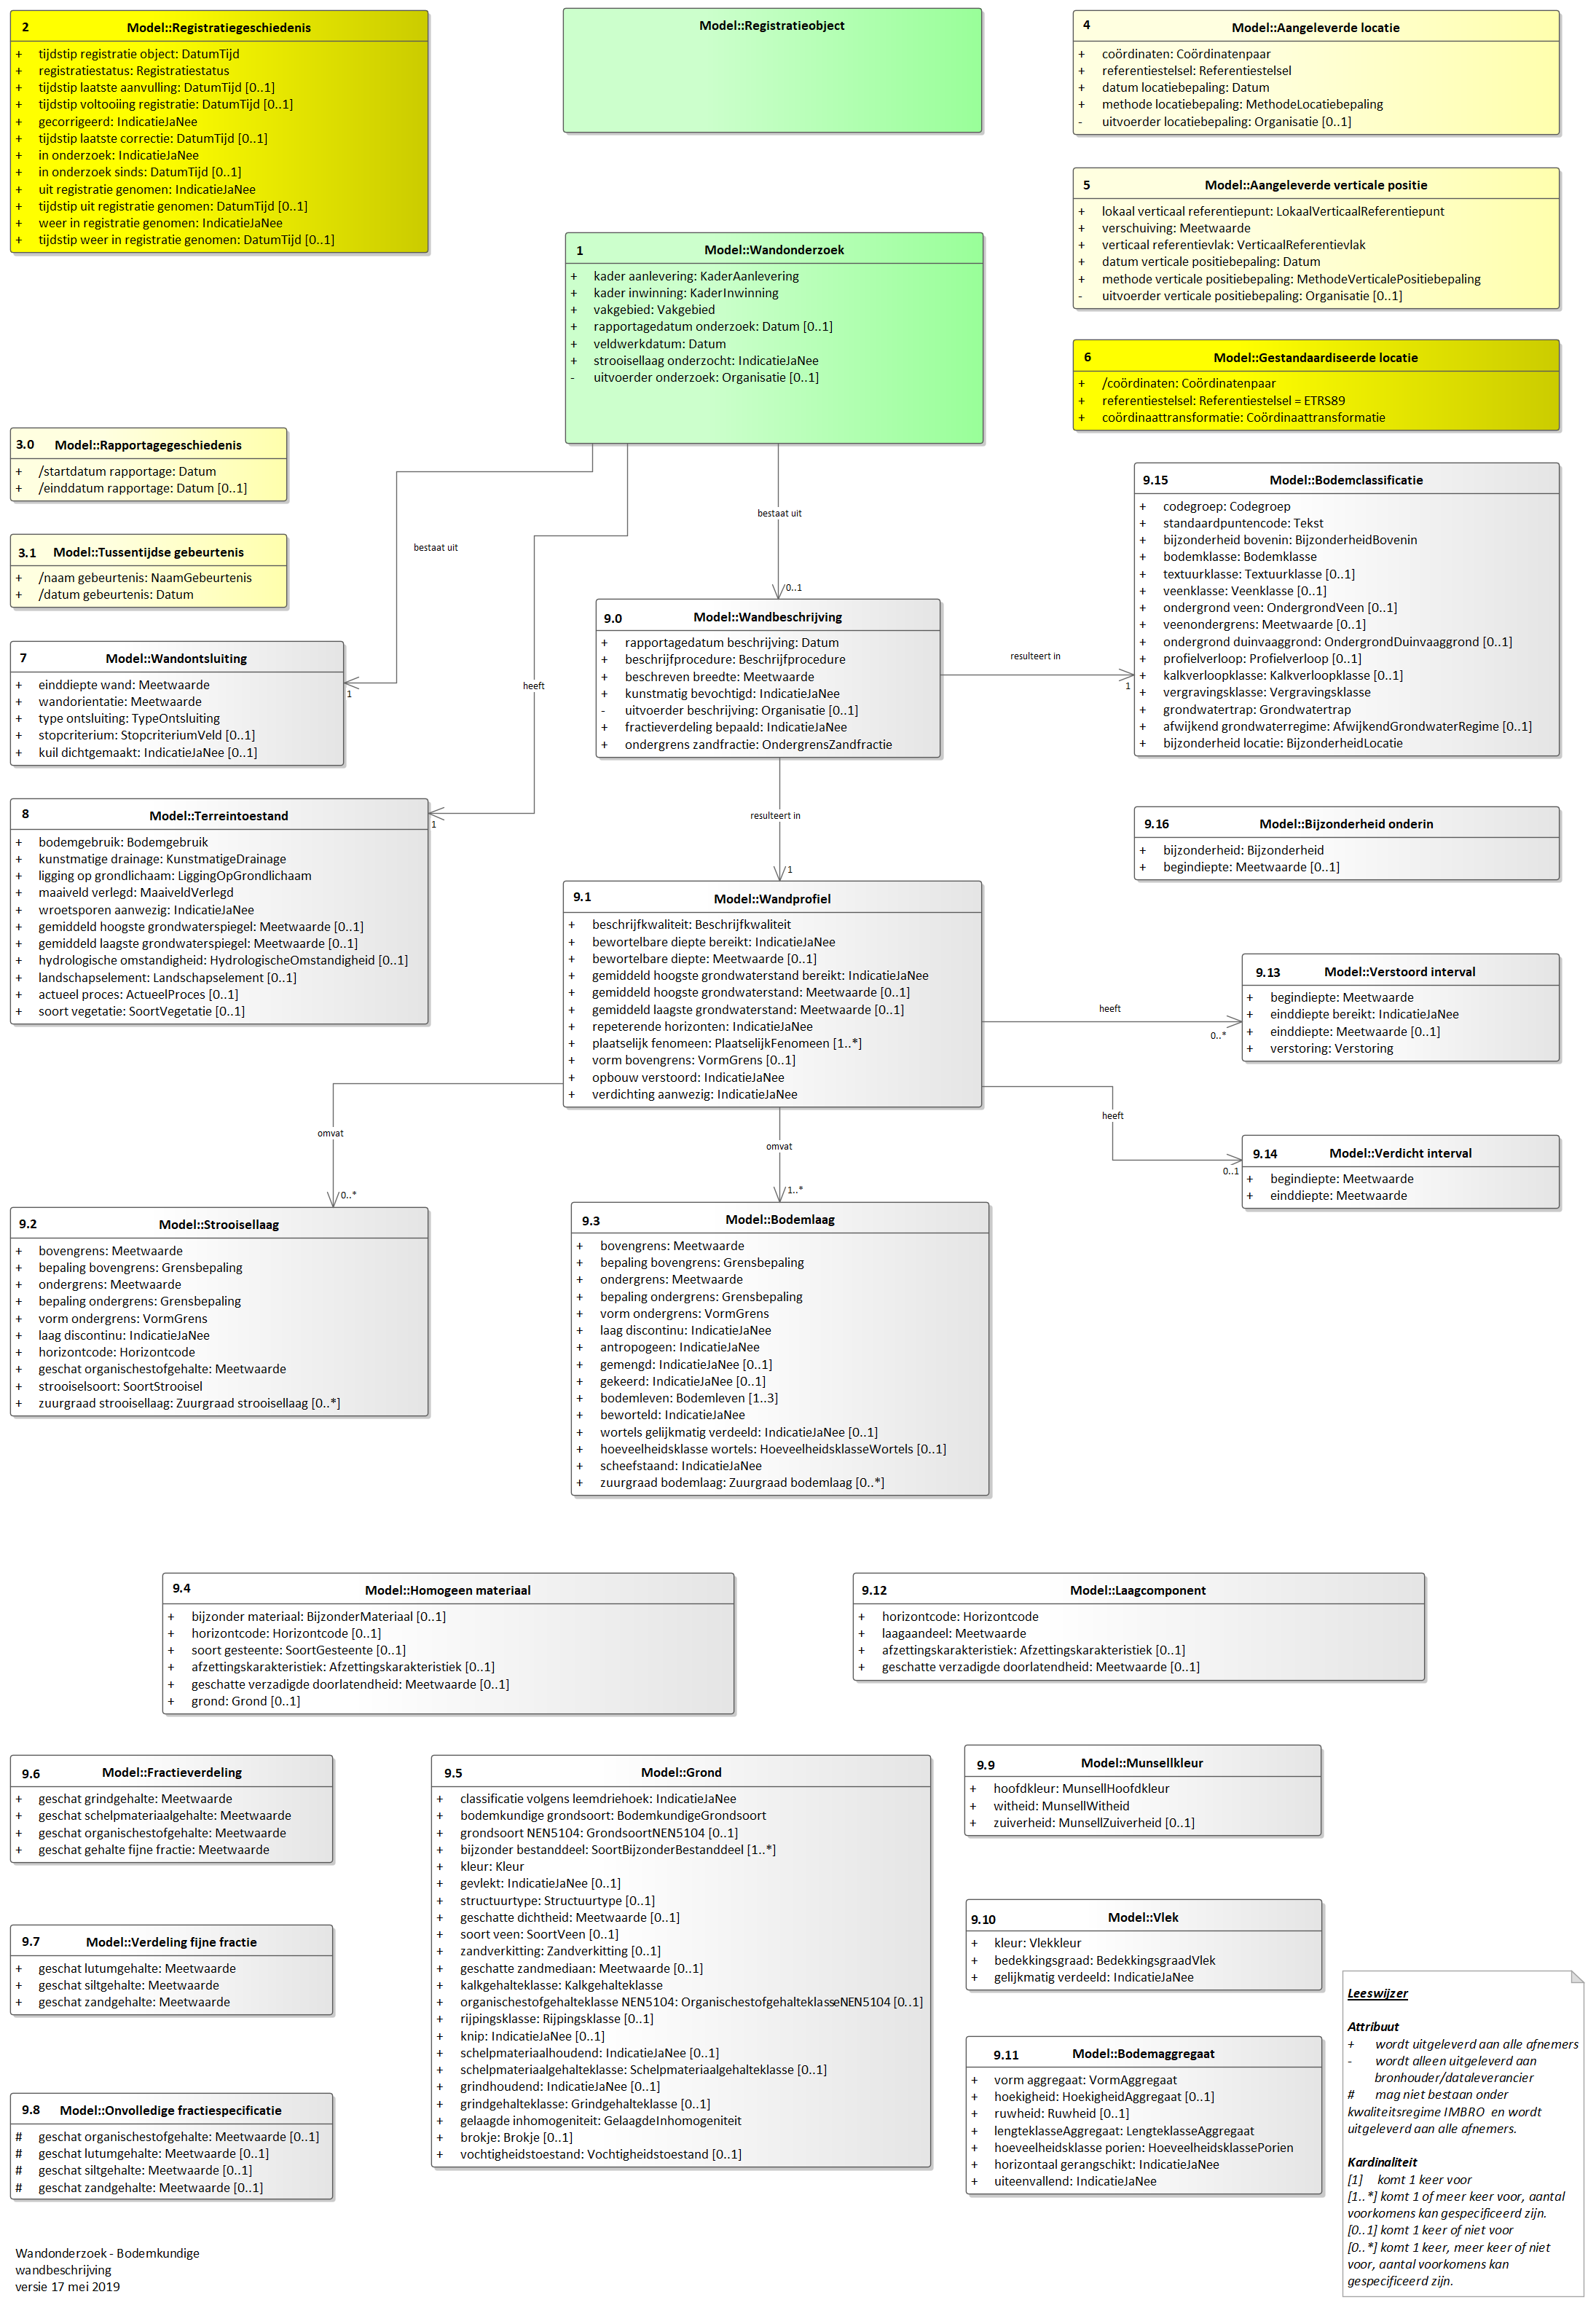 2 Model::Registratiegeschiedenis
+ tijdstip registratie object: DatumTijd
+ registratiestatus: Registratiestatus
+ tijdstip laatste aanvulling: DatumTijd [0..1]
+ tijdstip voltooiing registratie: DatumTijd [0..1]
+ gecorrigeerd: IndicatieJaNee
+ tijdstip laatste correctie: DatumTijd [0..1]
+ in onderzoek: IndicatieJaNee
+ in onderzoek sinds: DatumTijd [0..1]
+ uit registratie genomen: IndicatieJaNee
+ tijdstip uit registratie genomen: DatumTijd [0..1]
+ weer in registratie genomen: IndicatieJaNee
+ tijdstip weer in registratie genomen: DatumTijd [0..1]
Model::Registratieobject
4 Model::Aangeleverde locatie
+ coördinaten: Coördinatenpaar
+ referentiestelsel: Referentiestelsel
+ datum locatiebepaling: Datum
+ methode locatiebepaling: MethodeLocatiebepaling
- uitvoerder locatiebepaling: Organisatie [0..1]
5 Model::Aangeleverde verticale positie
+ lokaal verticaal referentiepunt: LokaalVerticaalReferentiepunt
+ verschuiving: Meetwaarde
+ verticaal referentievlak: VerticaalReferentievlak
+ datum verticale positiebepaling: Datum
+ methode verticale positiebepaling: MethodeVerticalePositiebepaling
- uitvoerder verticale positiebepaling: Organisatie [0..1]
1 Model::Wandonderzoek
+ kader aanlevering: KaderAanlevering
+ kader inwinning: KaderInwinning
+ vakgebied: Vakgebied
+ rapportagedatum onderzoek: Datum [0..1]
+ veldwerkdatum: Datum
+ strooisellaag onderzocht: IndicatieJaNee
- uitvoerder onderzoek: Organisatie [0..1]
6 Model::Gestandaardiseerde locatie
+ /coördinaten: Coördinatenpaar
+ referentiestelsel: Referentiestelsel = ETRS89
+ coördinaattransformatie: Coördinaattransformatie
3.0 Model::Rapportagegeschiedenis
+ /startdatum rapportage: Datum
+ /einddatum rapportage: Datum [0..1]
3.1 Model::Tussentijdse gebeurtenis
+ /naam gebeurtenis: NaamGebeurtenis
+ /datum gebeurtenis: Datum
bestaat uit
bestaat uit
0..1
heeft
1
1
7 Model::Wandontsluiting
+ einddiepte wand: Meetwaarde
+ wandorientatie: Meetwaarde
+ type ontsluiting: TypeOntsluiting
+ stopcriterium: StopcriteriumVeld [0..1]
+ kuil dichtgemaakt: IndicatieJaNee [0..1]
9.0 Model::Wandbeschrijving
+ rapportagedatum beschrijving: Datum
+ beschrijfprocedure: Beschrijfprocedure
+ beschreven breedte: Meetwaarde
+ kunstmatig bevochtigd: IndicatieJaNee
- uitvoerder beschrijving: Organisatie [0..1]
+ fractieverdeling bepaald: IndicatieJaNee
+ ondergrens zandfractie: OndergrensZandfractie
resulteert in
1
9.15 Model::Bodemclassificatie
+ codegroep: Codegroep
+ standaardpuntencode: Tekst
+ bijzonderheid bovenin: BijzonderheidBovenin
+ bodemklasse: Bodemklasse
+ textuurklasse: Textuurklasse [0..1]
+ veenklasse: Veenklasse [0..1]
+ ondergrond veen: OndergrondVeen [0..1]
+ veenondergrens: Meetwaarde [0..1]
+ ondergrond duinvaaggrond: OndergrondDuinvaaggrond [0..1]
+ profielverloop: Profielverloop [0..1]
+ kalkverloopklasse: Kalkverloopklasse [0..1]
+ vergravingsklasse: Vergravingsklasse
+ grondwatertrap: Grondwatertrap
+ afwijkend grondwaterregime: AfwijkendGrondwaterRegime [0..1]
+ bijzonderheid locatie: BijzonderheidLocatie
8 Model::Terreintoestand
+ bodemgebruik: Bodemgebruik
+ kunstmatige drainage: KunstmatigeDrainage
+ ligging op grondlichaam: LiggingOpGrondlichaam
+ maaiveld verlegd: MaaiveldVerlegd
+ wroetsporen aanwezig: IndicatieJaNee
+ gemiddeld hoogste grondwaterspiegel: Meetwaarde [0..1]
+ gemiddeld laagste grondwaterspiegel: Meetwaarde [0..1]
+ hydrologische omstandigheid: HydrologischeOmstandigheid [0..1]
+ landschapselement: Landschapselement [0..1]
+ actueel proces: ActueelProces [0..1]
+ soort vegetatie: SoortVegetatie [0..1]
resulteert in
1
9.16 Model::Bijzonderheid onderin
+ bijzonderheid: Bijzonderheid
+ begindiepte: Meetwaarde [0..1]
9.1 Model::Wandprofiel
+ beschrijfkwaliteit: Beschrijfkwaliteit
+ bewortelbare diepte bereikt: IndicatieJaNee
+ bewortelbare diepte: Meetwaarde [0..1]
+ gemiddeld hoogste grondwaterstand bereikt: IndicatieJaNee
+ gemiddeld hoogste grondwaterstand: Meetwaarde [0..1]
+ gemiddeld laagste grondwaterstand: Meetwaarde [0..1]
+ repeterende horizonten: IndicatieJaNee
+ plaatselijk fenomeen: PlaatselijkFenomeen [1..*]
+ vorm bovengrens: VormGrens [0..1]
+ opbouw verstoord: IndicatieJaNee
+ verdichting aanwezig: IndicatieJaNee
heeft
0..*
9.13 Model::Verstoord interval
+ begindiepte: Meetwaarde
+ einddiepte bereikt: IndicatieJaNee
+ einddiepte: Meetwaarde [0..1]
+ verstoring: Verstoring
heeft
0..1
9.14 Model::Verdicht interval
+ begindiepte: Meetwaarde
+ einddiepte: Meetwaarde
omvat
0..*
omvat
1..*
9.2 Model::Strooisellaag
+ bovengrens: Meetwaarde
+ bepaling bovengrens: Grensbepaling
+ ondergrens: Meetwaarde
+ bepaling ondergrens: Grensbepaling
+ vorm ondergrens: VormGrens
+ laag discontinu: IndicatieJaNee
+ horizontcode: Horizontcode
+ geschat organischestofgehalte: Meetwaarde
+ strooiselsoort: SoortStrooisel
+ zuurgraad strooisellaag: Zuurgraad strooisellaag [0..*]
9.3 Model::Bodemlaag
+ bovengrens: Meetwaarde
+ bepaling bovengrens: Grensbepaling
+ ondergrens: Meetwaarde
+ bepaling ondergrens: Grensbepaling
+ vorm ondergrens: VormGrens
+ laag discontinu: IndicatieJaNee
+ antropogeen: IndicatieJaNee
+ gemengd: IndicatieJaNee [0..1]
+ gekeerd: IndicatieJaNee [0..1]
+ bodemleven: Bodemleven [1..3]
+ beworteld: IndicatieJaNee
+ wortels gelijkmatig verdeeld: IndicatieJaNee [0..1]
+ hoeveelheidsklasse wortels: HoeveelheidsklasseWortels [0..1]
+ scheefstaand: IndicatieJaNee
+ zuurgraad bodemlaag: Zuurgraad bodemlaag [0..*]
9.4 Model::Homogeen materiaal
+ bijzonder materiaal: BijzonderMateriaal [0..1]
+ horizontcode: Horizontcode [0..1]
+ soort gesteente: SoortGesteente [0..1]
+ afzettingskarakteristiek: Afzettingskarakteristiek [0..1]
+ geschatte verzadigde doorlatendheid: Meetwaarde [0..1]
+ grond: Grond [0..1]
9.12 Model::Laagcomponent
+ horizontcode: Horizontcode
+ laagaandeel: Meetwaarde
+ afzettingskarakteristiek: Afzettingskarakteristiek [0..1]
+ geschatte verzadigde doorlatendheid: Meetwaarde [0..1]
9.6 Model::Fractieverdeling
+ geschat grindgehalte: Meetwaarde
+ geschat schelpmateriaalgehalte: Meetwaarde
+ geschat organischestofgehalte: Meetwaarde
+ geschat gehalte fijne fractie: Meetwaarde
9.7 Model::Verdeling fijne fractie
+ geschat lutumgehalte: Meetwaarde
+ geschat siltgehalte: Meetwaarde
+ geschat zandgehalte: Meetwaarde
9.8 Model::Onvolledige fractiespecificatie
# geschat organischestofgehalte: Meetwaarde [0..1]
# geschat lutumgehalte: Meetwaarde [0..1]
# geschat siltgehalte: Meetwaarde [0..1]
# geschat zandgehalte: Meetwaarde [0..1]
9.5 Model::Grond
+ classificatie volgens leemdriehoek: IndicatieJaNee
+ bodemkundige grondsoort: BodemkundigeGrondsoort
+ grondsoort NEN5104: GrondsoortNEN5104 [0..1]
+ bijzonder bestanddeel: SoortBijzonderBestanddeel [1..*]
+ kleur: Kleur
+ gevlekt: IndicatieJaNee [0..1]
+ structuurtype: Structuurtype [0..1]
+ geschatte dichtheid: Meetwaarde [0..1]
+ soort veen: SoortVeen [0..1]
+ zandverkitting: Zandverkitting [0..1]
+ geschatte zandmediaan: Meetwaarde [0..1]
+ kalkgehalteklasse: Kalkgehalteklasse
+ organischestofgehalteklasse NEN5104: OrganischestofgehalteklasseNEN5104 [0..1]
+ rijpingsklasse: Rijpingsklasse [0..1]
+ knip: IndicatieJaNee [0..1]
+ schelpmateriaalhoudend: IndicatieJaNee [0..1]
+ schelpmateriaalgehalteklasse: Schelpmateriaalgehalteklasse [0..1]
+ grindhoudend: IndicatieJaNee [0..1]
+ grindgehalteklasse: Grindgehalteklasse [0..1]
+ gelaagde inhomogeniteit: GelaagdeInhomogeniteit
+ brokje: Brokje [0..1]
+ vochtigheidstoestand: Vochtigheidstoestand [0..1]
9.9 Model::Munsellkleur
+ hoofdkleur: MunsellHoofdkleur
+ witheid: MunsellWitheid
+ zuiverheid: MunsellZuiverheid [0..1]
9.10 Model::Vlek
+ kleur: Vlekkleur
+ bedekkingsgraad: BedekkingsgraadVlek
+ gelijkmatig verdeeld: IndicatieJaNee
9.11 Model::Bodemaggregaat
+ vorm aggregaat: VormAggregaat
+ hoekigheid: HoekigheidAggregaat [0..1]
+ ruwheid: Ruwheid [0..1]
+ lengteklasseAggregaat: LengteklasseAggregaat
+ hoeveelheidsklasse porien: HoeveelheidsklassePorien
+ horizontaal gerangschikt: IndicatieJaNee
+ uiteenvallend: IndicatieJaNee
Leeswijzer
Attribuut
+ wordt uitgeleverd aan alle afnemers
- wordt alleen uitgeleverd aan
bronhouder/dataleverancier
# mag niet bestaan onder
kwaliteitsregime IMBRO en wordt
uitgeleverd aan alle afnemers.
Kardinaliteit
[1] komt 1 keer voor
[1..*] komt 1 of meer keer voor, aantal
voorkomens kan gespecificeerd zijn.
[0..1] komt 1 keer of niet voor
[0..*] komt 1 keer, meer keer of niet
voor, aantal voorkomens kan
gespecificeerd zijn.
Wandonderzoek - Bodemkundige
wandbeschrijving
versie 17 mei 2019